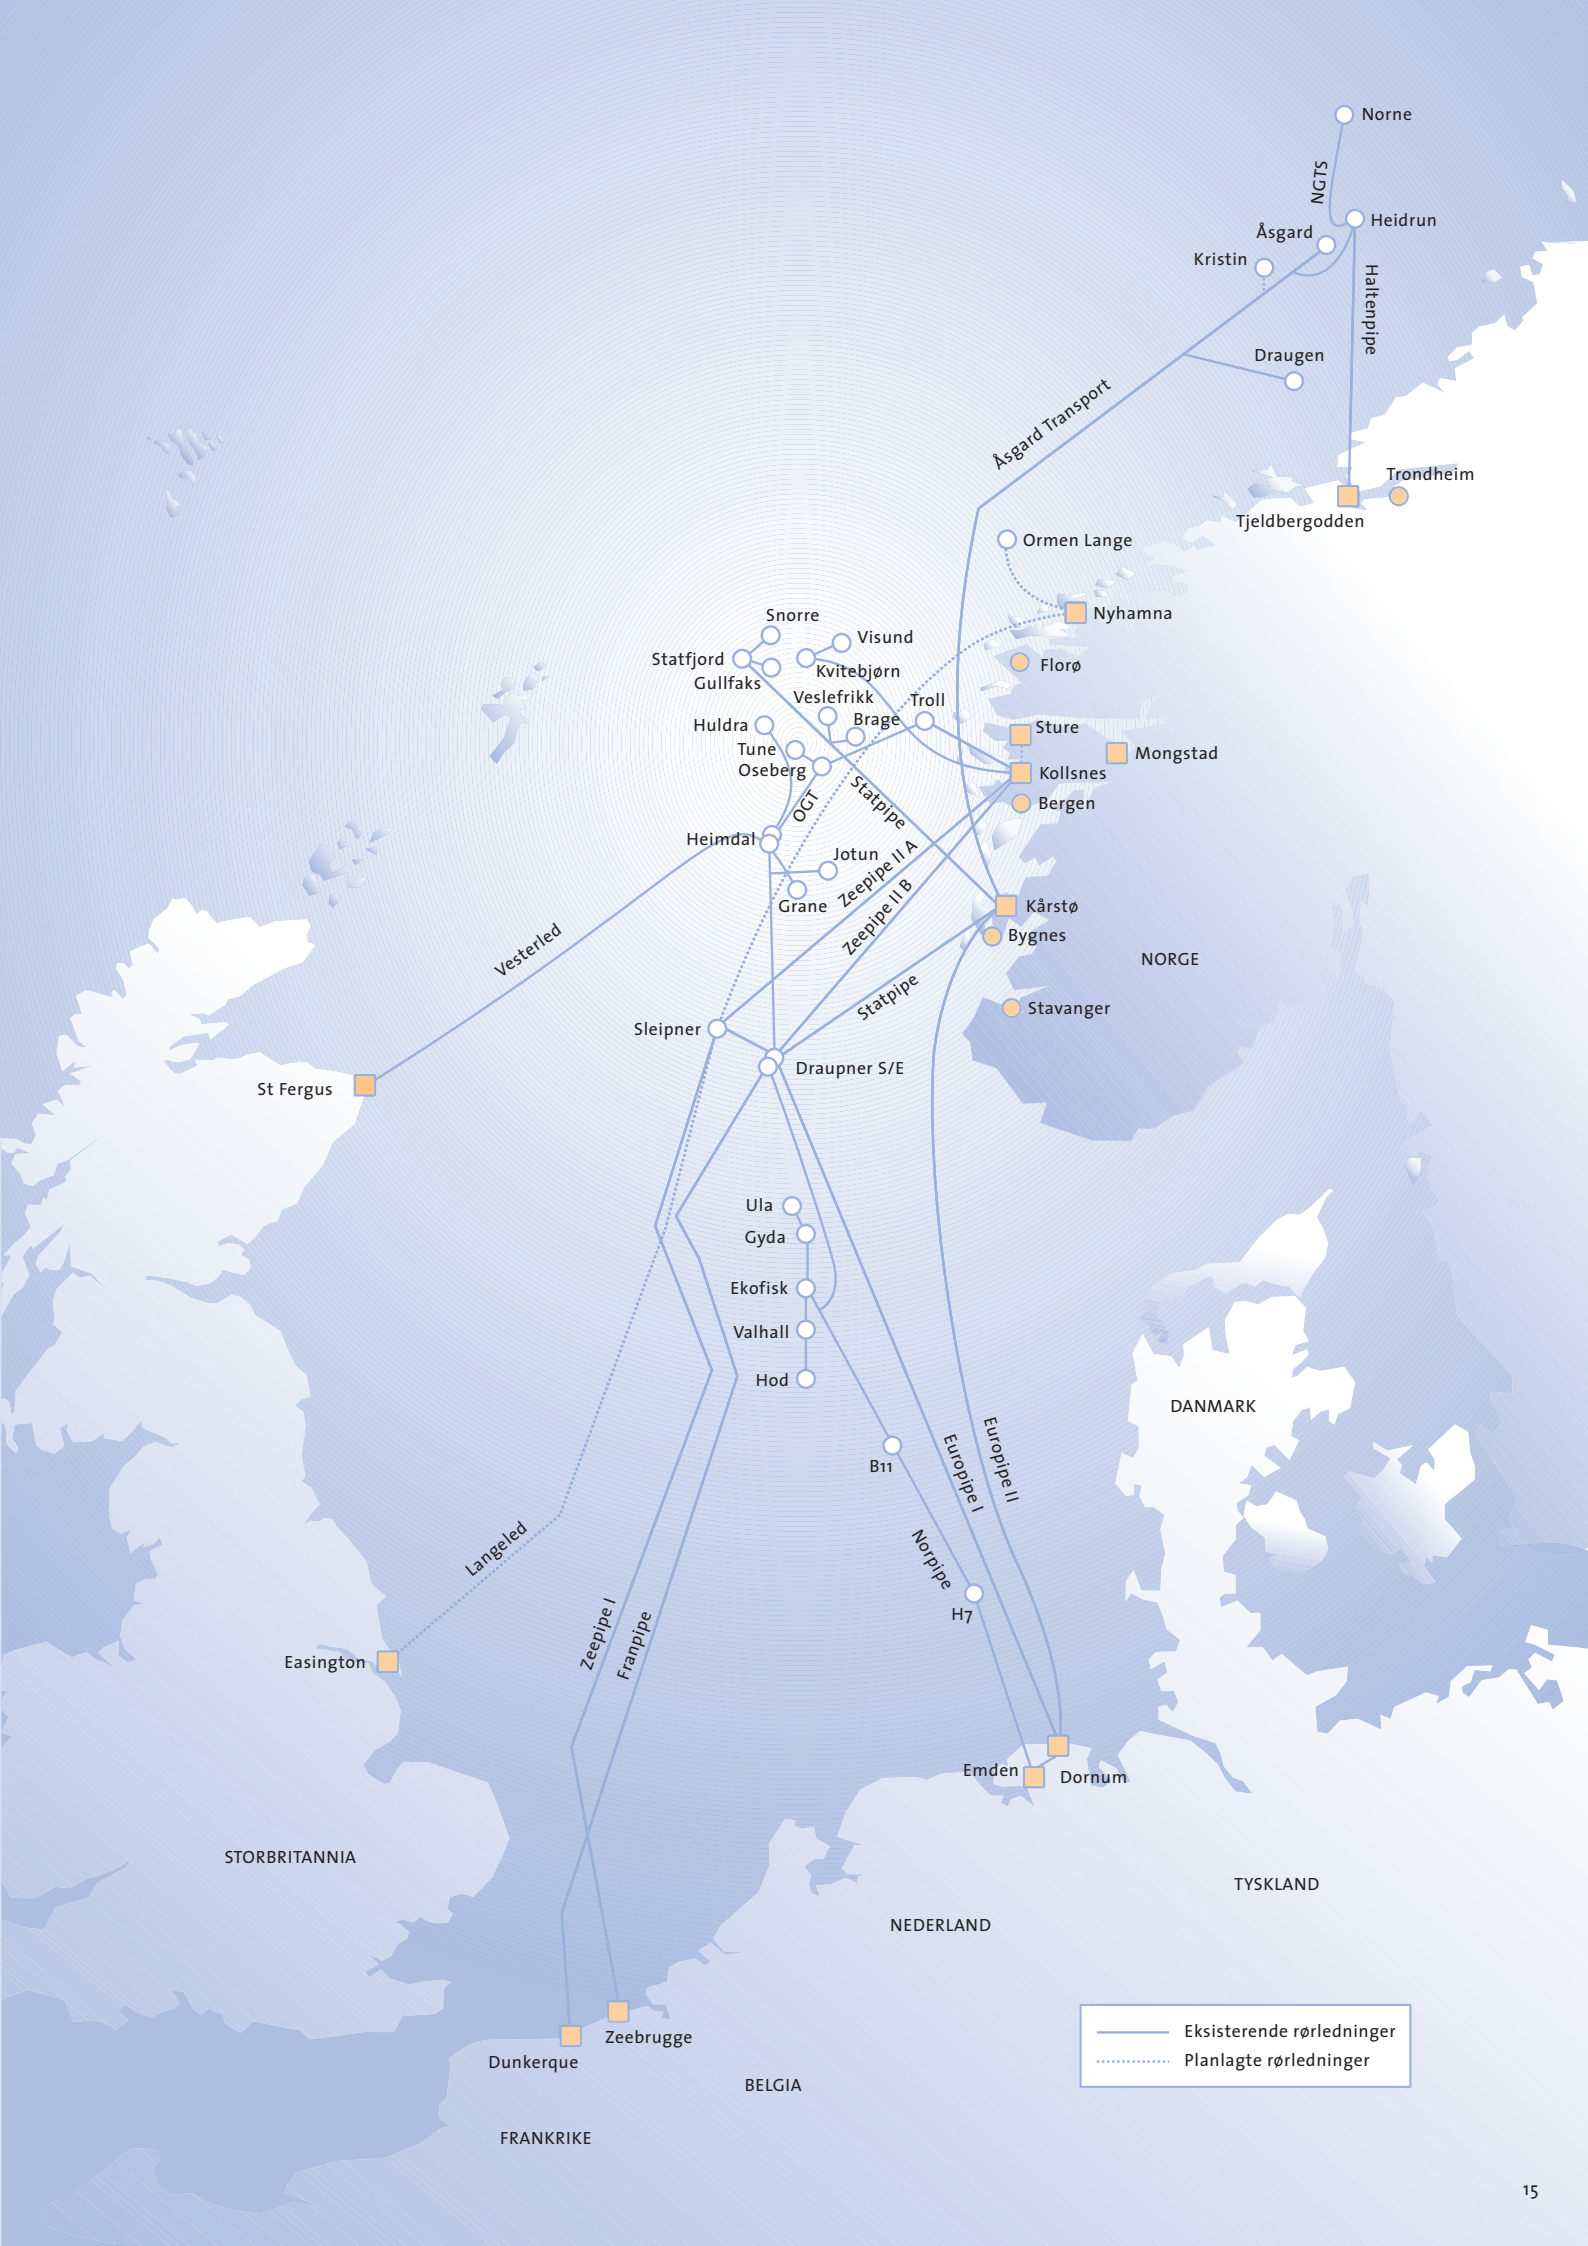 Norne
NGTS
Heidrun
Åsgard
Kristin
Haltenpipe
Draugen
Åsgard Transport
Trondheim
Tjeldbergodden
Ormen Lange
Nyhamna
Snorre
Visund
Statfjord
Kvitebjørn
Florø
Gullfaks
Veslefrikk
Troll
Huldra
Brage
Sture
Tune
Mongstad
Oseberg
Kollsnes
OGT
Statpipe
Bergen
Heimdal
Jotun
Zeepipe II A
Grane
Zeepipe II B
Kårstø
Bygnes
Vesterled
NORGE
Statpipe
Stavanger
Sleipner
Draupner S/E
St Fergus
Ula
Gyda
Ekofisk
Valhall
Hod
DANMARK
B11
Europipe I
Europipe II
Langeled
Norpipe
H7
Zeepipe I
Franpipe
Easington
Emden
Dornum
STORBRITANNIA
TYSKLAND
NEDERLAND
Zeebrugge
Dunkerque
BELGIA
FRANKRIKE
Eksisterende rørledninger
Planlagte rørledninger
15